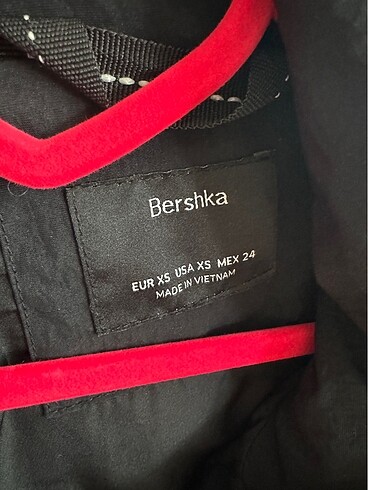 Bershka
EUR XS USA XS MEX 24
MADE IN VIETNAM